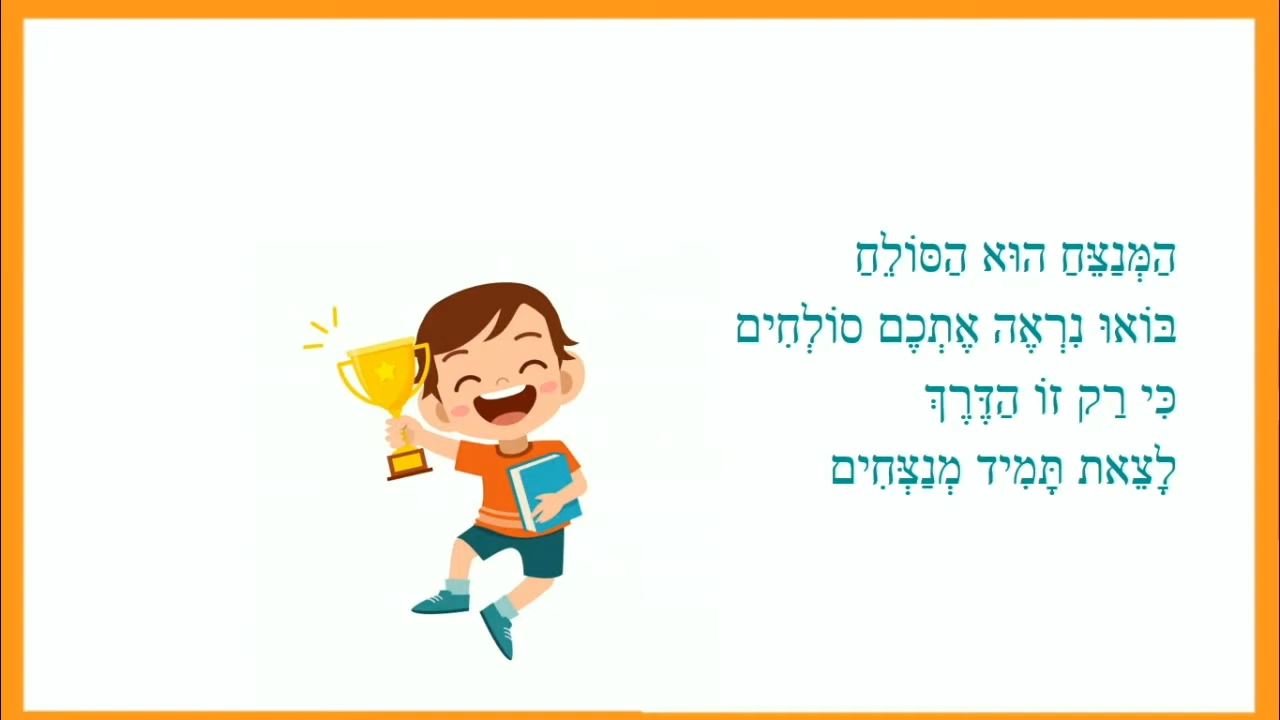 הַמְּנַצֵּחַ הוּא הַסּוֹלֵחַ
בּוֹאוּ נִרְאֶה אֶתְכֶם סוֹלְחִים
כִּי רַק זוֹ הַדֶּרֶךְ
לָצֵאת תָּמִיד מְנַצְּחִים